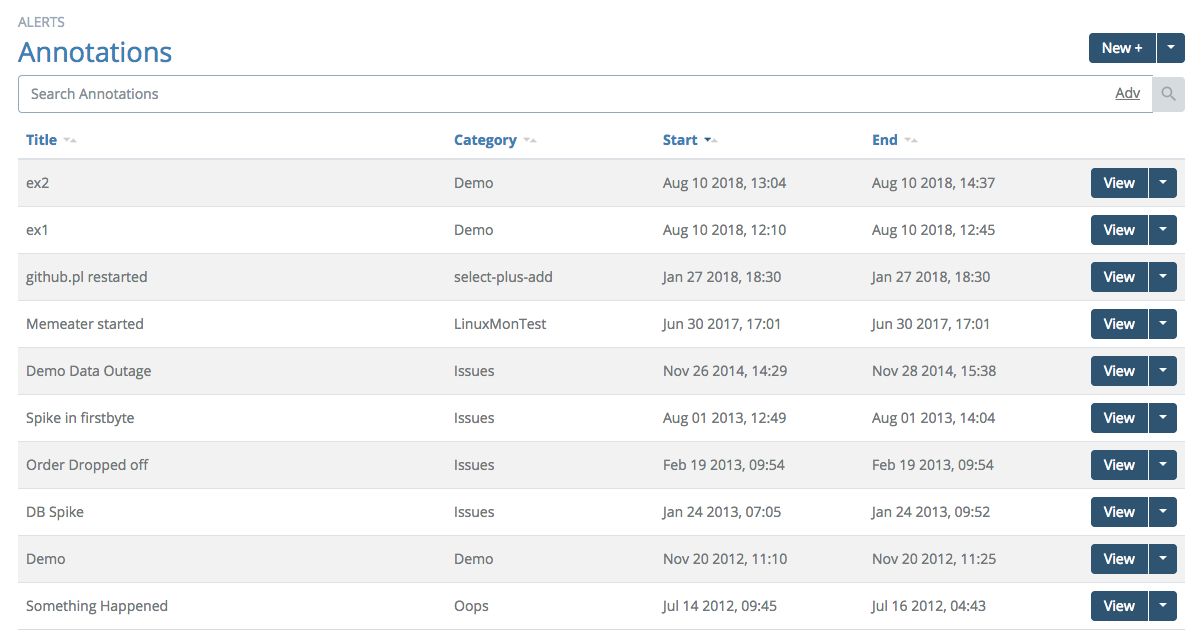 ALERTS
Annotations
New +
Search Annotations Adv
Title Category Start End
ex2 Demo Aug 10 2018, 13:04 Aug 10 2018, 14:37 View
ex1 Demo Aug 10 2018, 12:10 Aug 10 2018, 12:45 View
github.pl restarted select-plus-add Jan 27 2018, 18:30 Jan 27 2018, 18:30 View
Memeater started LinuxMonTest Jun 30 2017, 17:01 Jun 30 2017, 17:01 View
Demo Data Outage Issues Nov 26 2014, 14:29 Nov 28 2014, 15:38 View
Spike in firstbyte Issues Aug 01 2013, 12:49 Aug 01 2013, 14:04 View
Order Dropped off Issues Feb 19 2013, 09:54 Feb 19 2013, 09:54 View
DB Spike Issues Jan 24 2013, 07:05 Jan 24 2013, 09:52 View
Demo Demo Nov 20 2012, 11:10 Nov 20 2012, 11:25 View
Something Happened Oops Jul 14 2012, 09:45 Jul 16 2012, 04:43 View